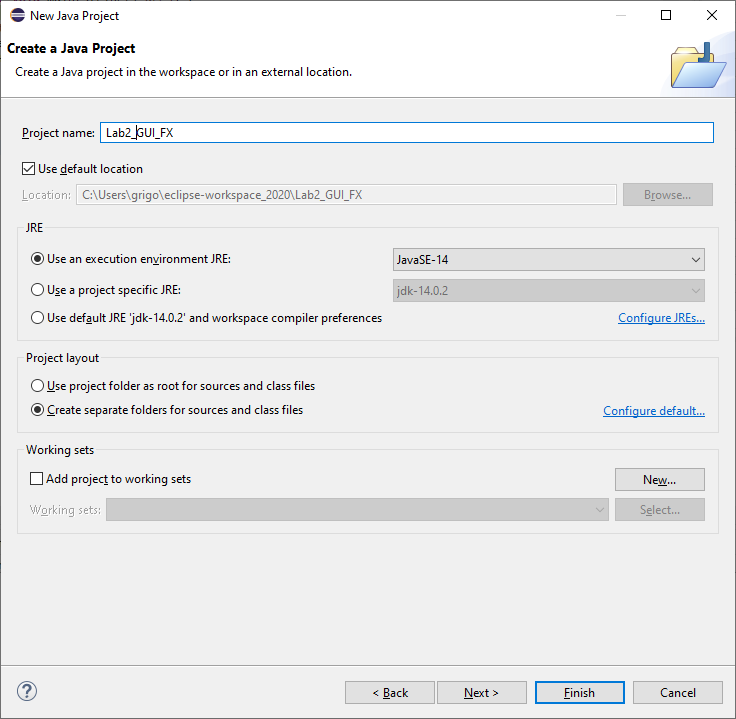 New Java Project
Create a Java Project
Create a Java project in the workspace or in an external location.
Project name: Lab2_GUI_FX
Use default location
Location: C:\Users\grigo\eclipse-workspace_2020\Lab2_GUI_FX Browse...
JRE
Use an execution environment JRE: JavaSE-14
Use a project specific JRE: jdk-14.0.2
Use default JRE 'jdk-14.0.2' and workspace compiler preferences Configure JREs...
Project layout
Use project folder as root for sources and class files
Create separate folders for sources and class files Configure default...
Working sets
Add project to working sets New...
Working sets: Select...
? < Back Next > Finish Cancel